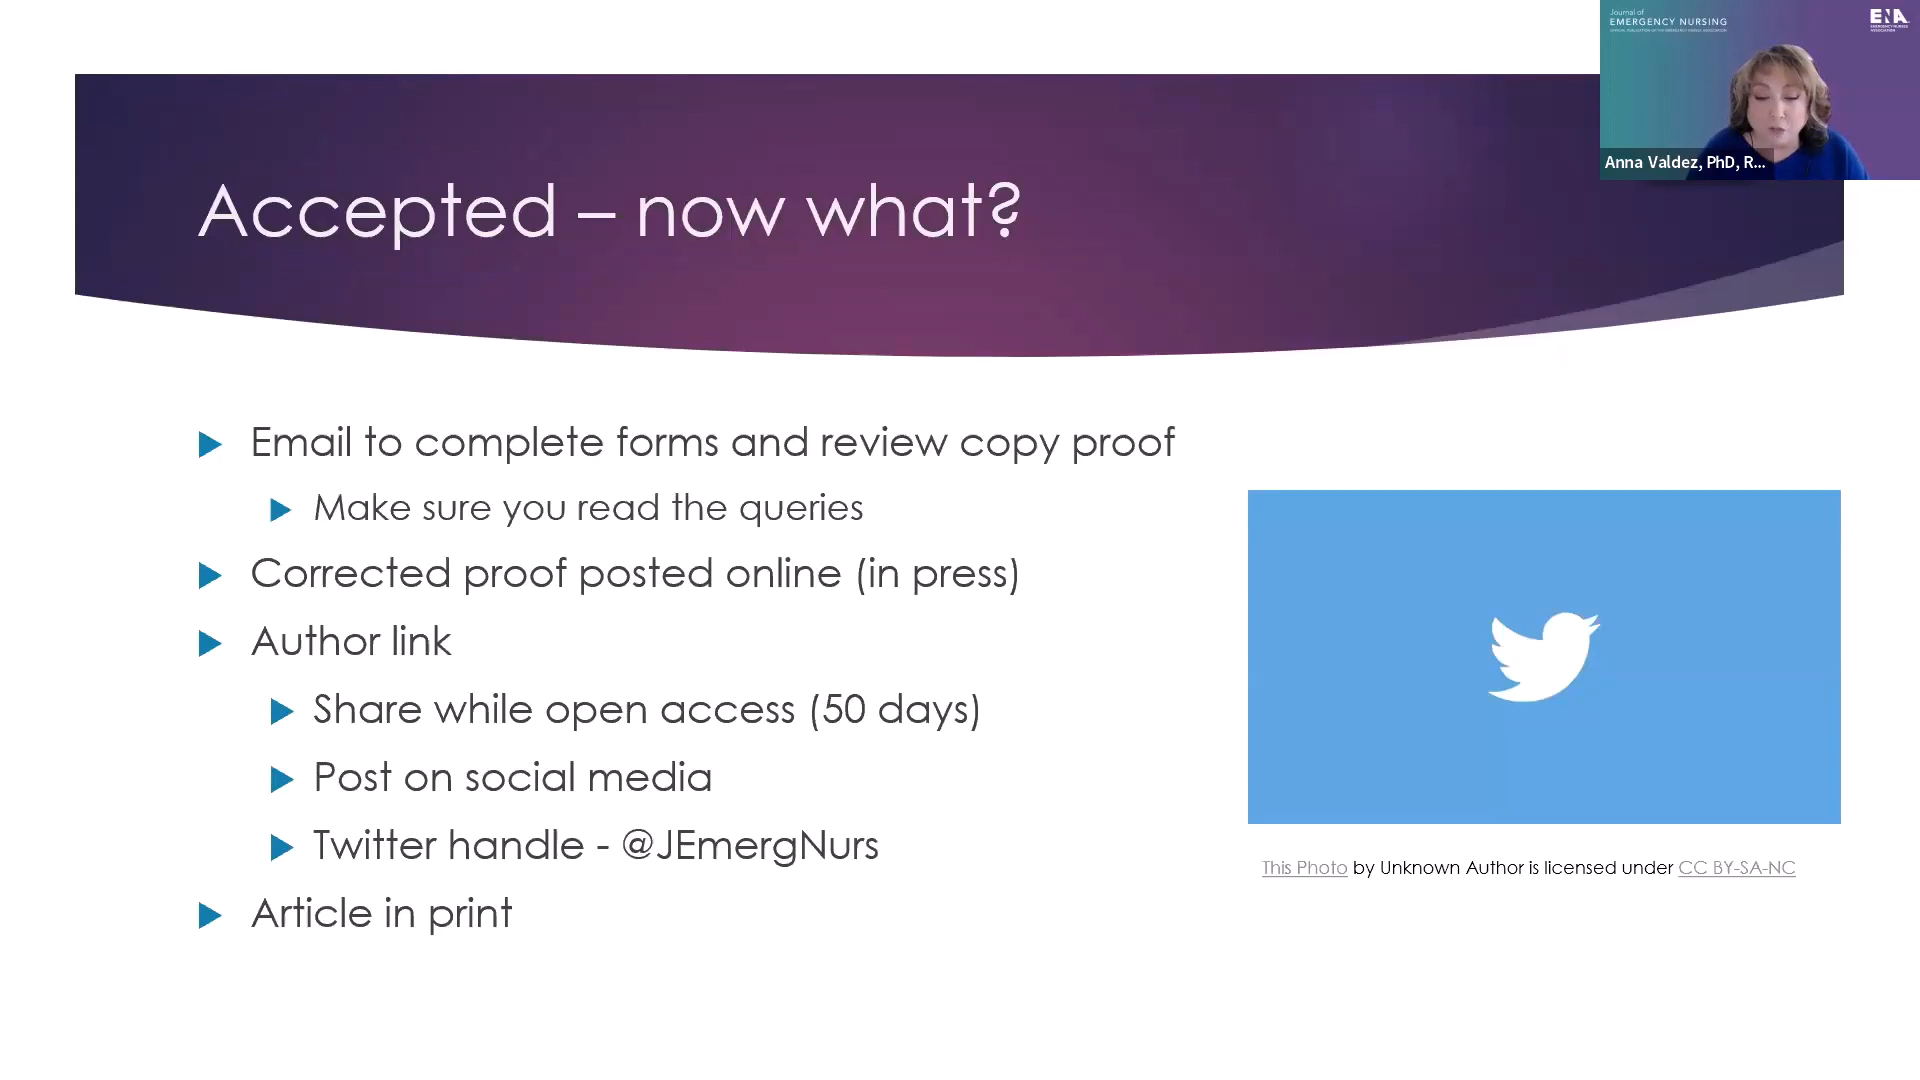 Journal of
EMERGENCY NURSING
ENA
Anna Valdez, PhD, R...
Accepted – now what?
Email to complete forms and review copy proof
Make sure you read the queries
Corrected proof posted online (in press)
Author link
Share while open access (50 days)
Post on social media
Twitter handle - @JEmergNurs
Article in print
This Photo by Unknown Author is licensed under CC BY-SA-NC